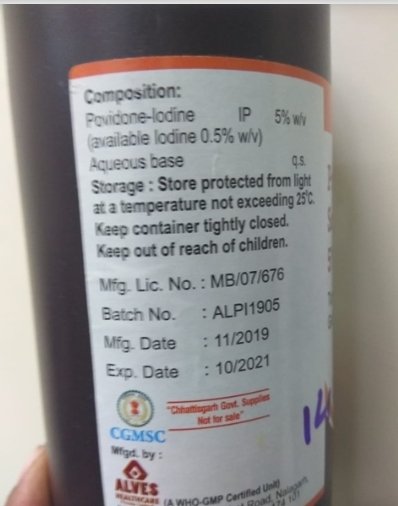 Composition:
Povidone-Iodine IP 5% w/v
(available Iodine 0.5% w/v)
Aqueous base q.s.
Storage : Store protected from light
at a temperature not exceeding 25°C.
Keep container tightly closed.
Keep out of reach of children.
Mfg. Lic. No. : MB/07/676
Batch No. : ALPI1905
Mfg. Date : 11/2019
Exp. Date : 10/2021
"Chhattisgarh Govt. Supplies
Not for sale"
CGMSC
Mfgd. by :
ALVES
HEALTHCARE
(A WHO-GMP Certified Unit)
Road, Nalagarh,